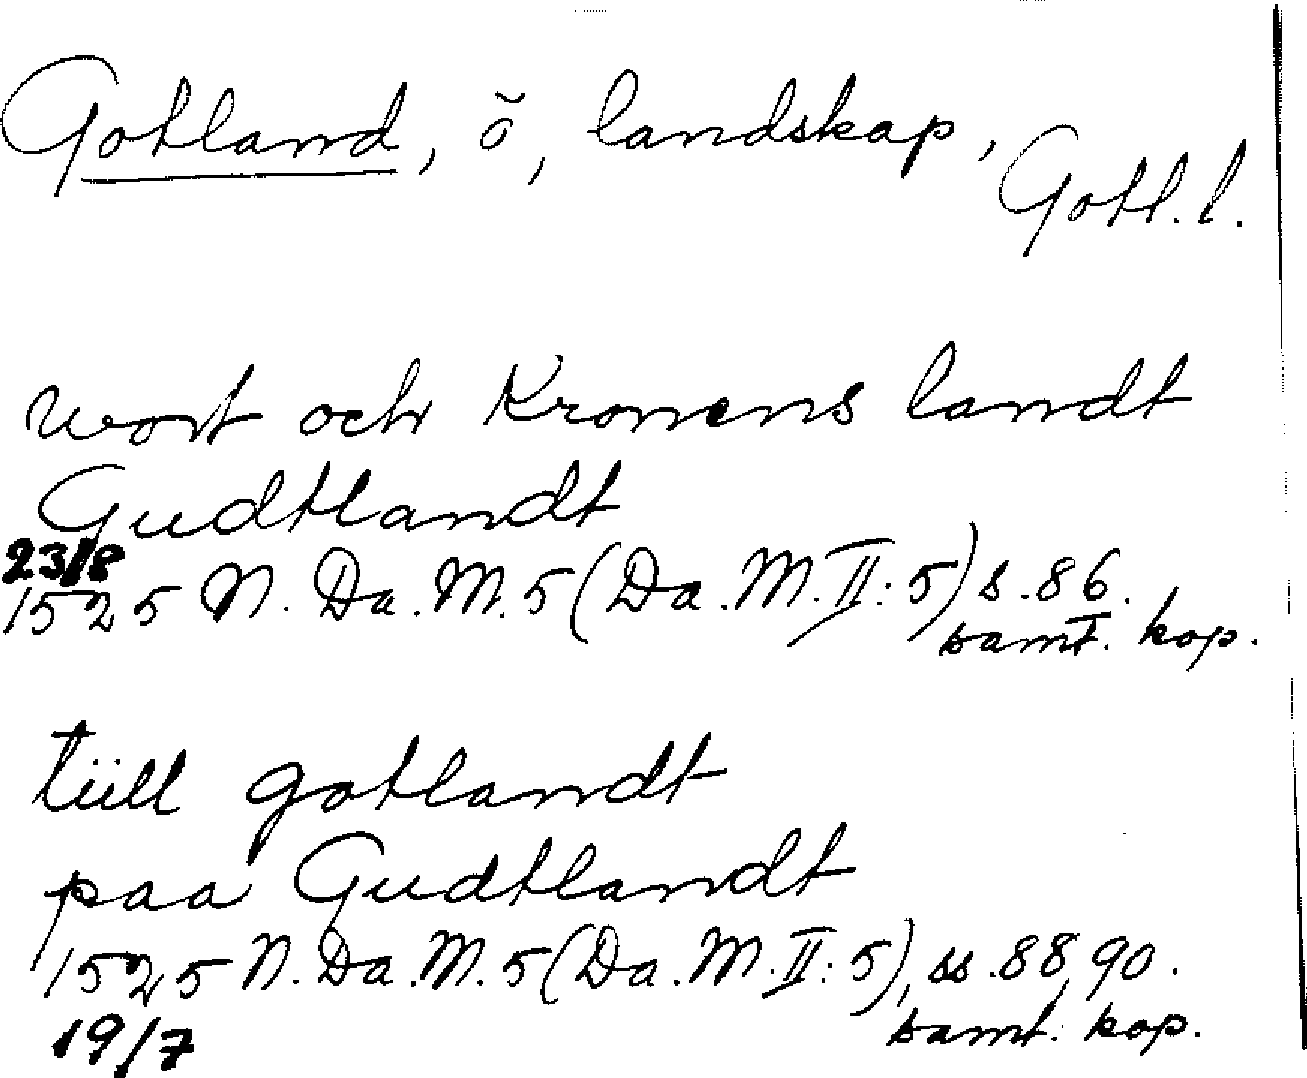 Gotland, ö, landskap,
Gotl. l.
wort och Kronens landt
Gudtlandt
23/8
1525 N. Da. M. 5 (Da. M. II: 5) s. 86.
samt. kop.
tiill gotlandt
paa Gudtlandt
1525 N. Da. M. 5 (Da. M. II: 5), ss. 88, 90.
19/7
samt. kop.